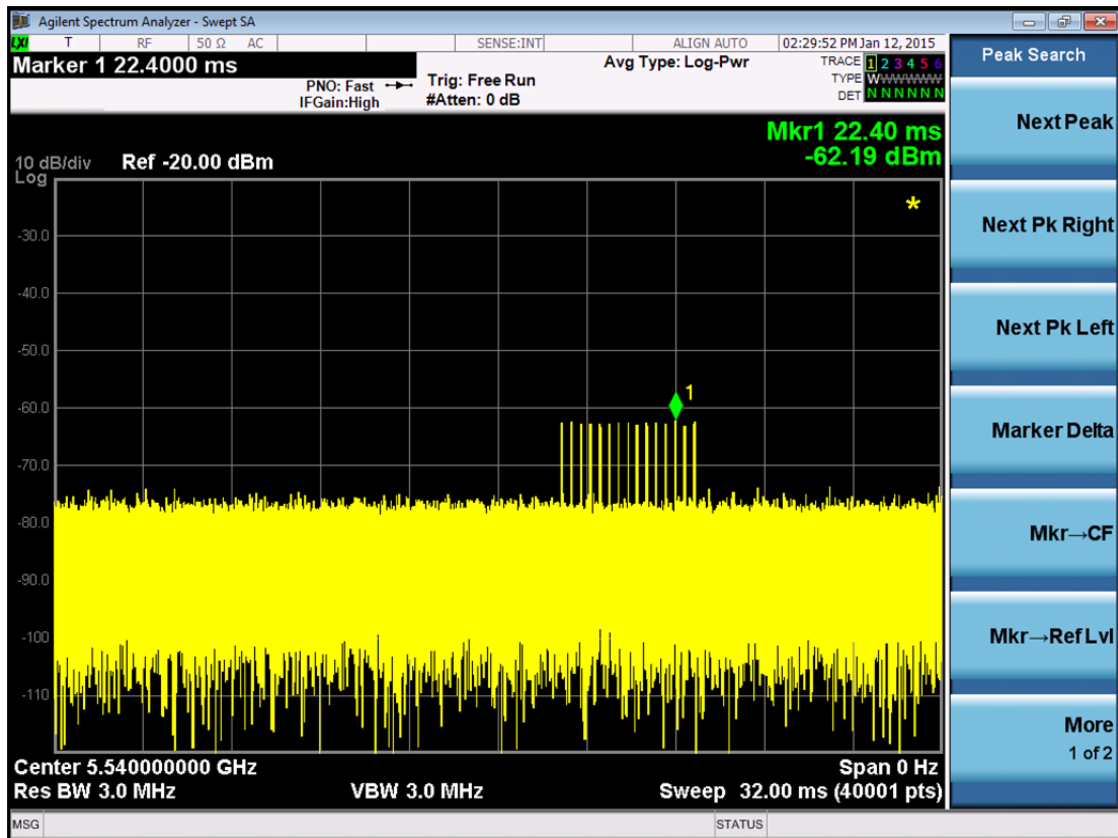 Agilent Spectrum Analyzer - Swept SA
LXI T RF 50 Ω AC SENSE:INT ALIGN AUTO 02:29:52 PM Jan 12, 2015
Marker 1 22.4000 ms
PNO: Fast
IFGain:High
Trig: Free Run
#Atten: 0 dB
Avg Type: Log-Pwr
TRACE 1 2 3 4 5 6
TYPE WWWWWW
DET N N N N N N
Mkr1 22.40 ms
-62.19 dBm
10 dB/div Ref -20.00 dBm
Log
-30.0
-40.0
-50.0
-60.0
-70.0
-80.0
-90.0
-100
-110
*
1
Center 5.540000000 GHz Span 0 Hz
Res BW 3.0 MHz VBW 3.0 MHz Sweep 32.00 ms (40001 pts)
MSG STATUS
Peak Search
Next Peak
Next Pk Right
Next Pk Left
Marker Delta
Mkr→CF
Mkr→Ref Lvl
More
1 of 2